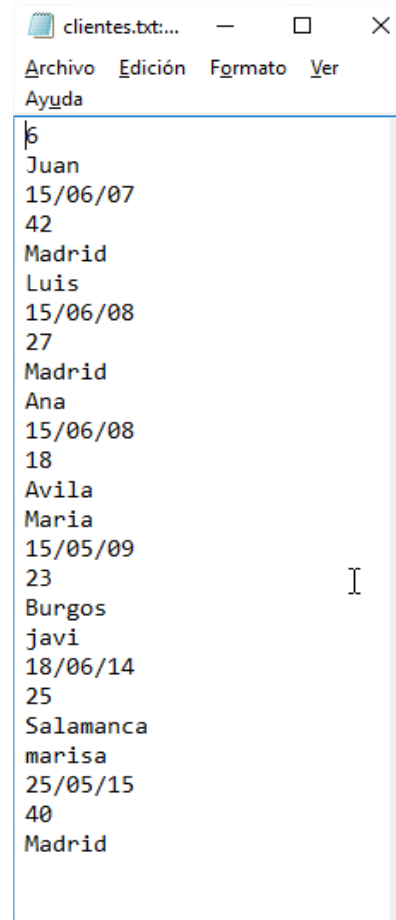 clientes.txt:...
Archivo Edición Formato Ver
Ayuda
6
Juan
15/06/07
42
Madrid
Luis
15/06/08
27
Madrid
Ana
15/06/08
18
Avila
Maria
15/05/09
23
Burgos
javi
18/06/14
25
Salamanca
marisa
25/05/15
40
Madrid